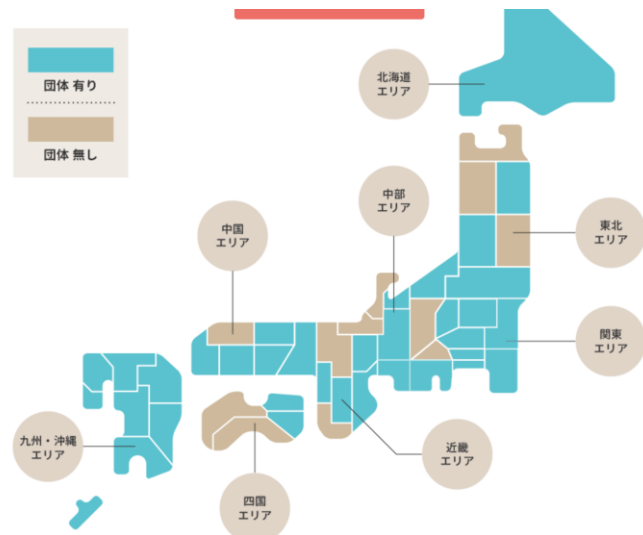 団体 有り
団体 無し
北海道
エリア
中部
エリア
中国
エリア
東北
エリア
関東
エリア
九州・沖縄
エリア
近畿
エリア
四国
エリア